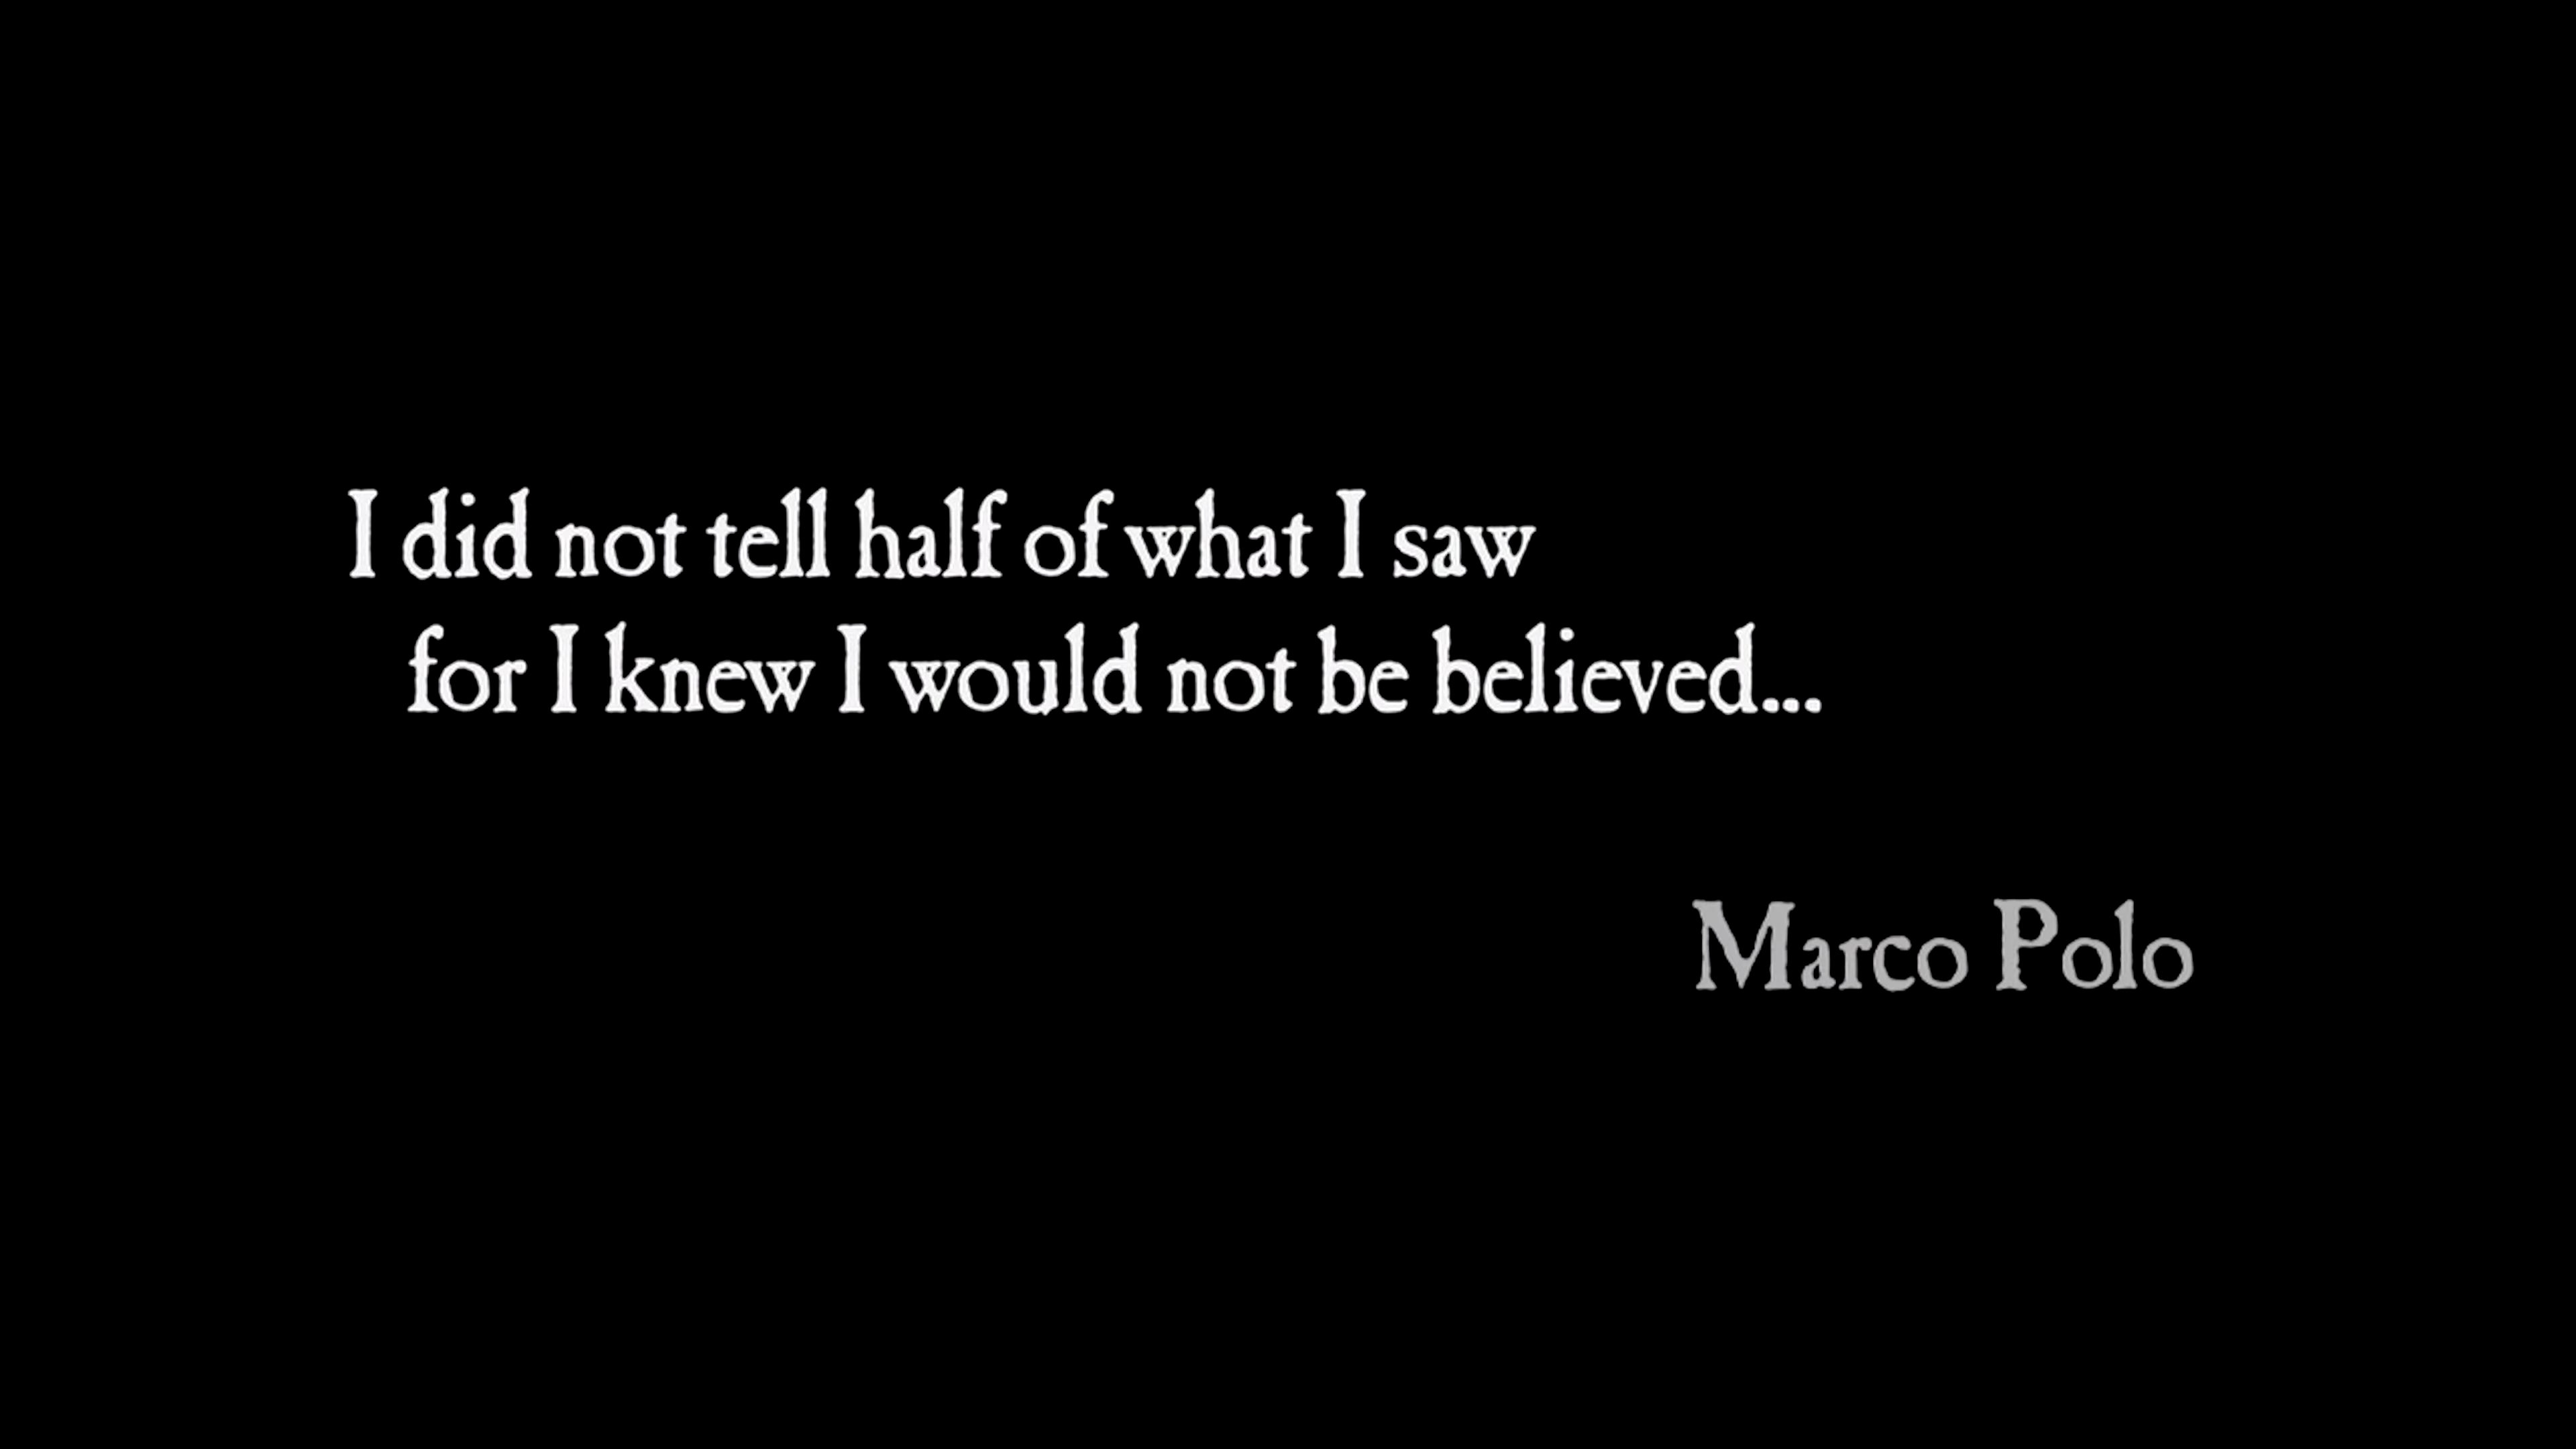 I did not tell half of what I saw
for I knew I would not be believed...
Marco Polo